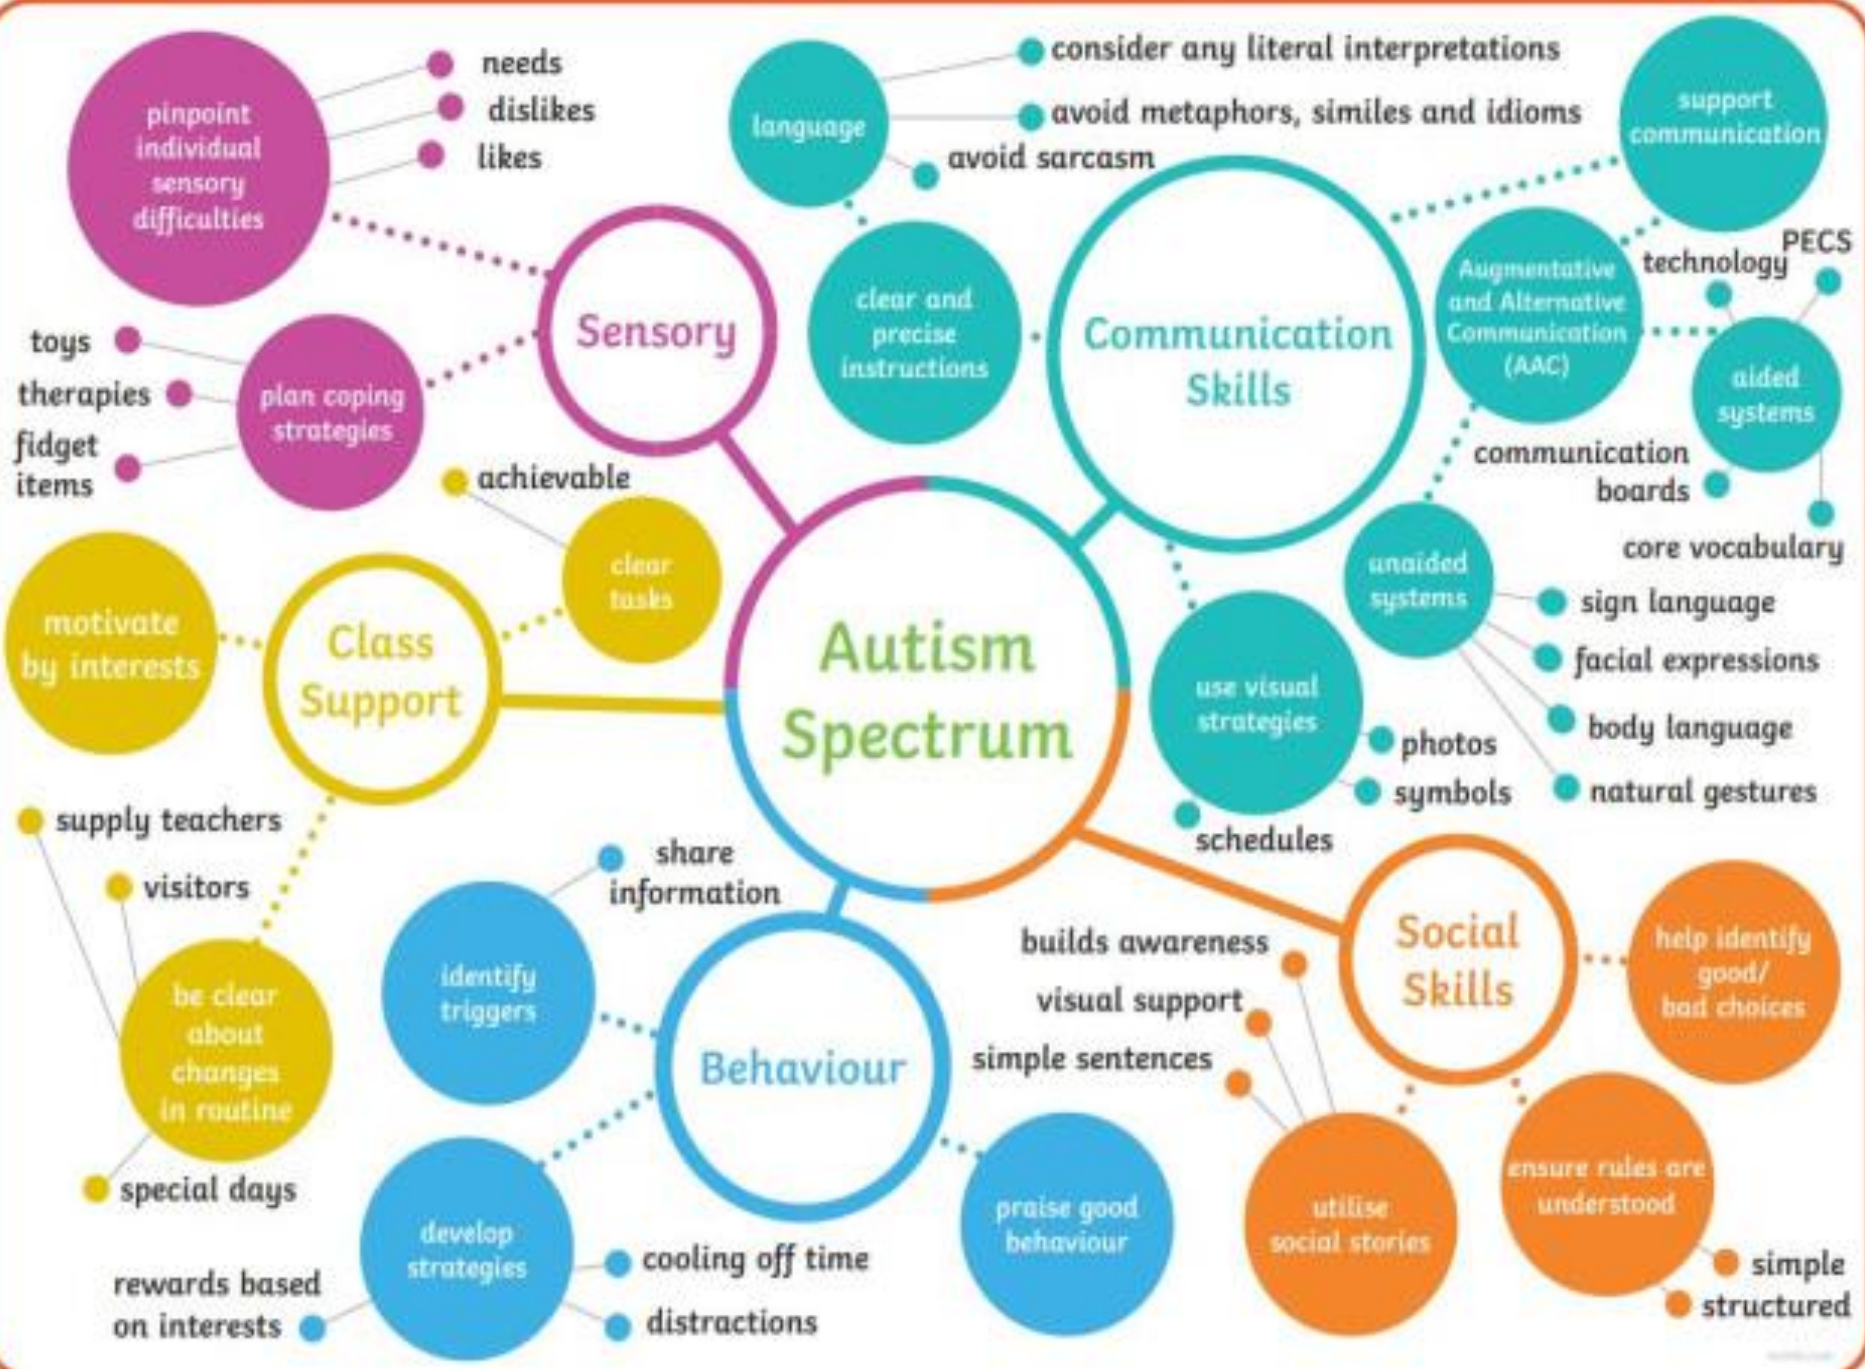 pinpoint
individual
sensory
difficulties
needs
dislikes
likes
Sensory
toys
therapies
fidget
items
plan coping
strategies
language
consider any literal interpretations
avoid metaphors, similes and idioms
avoid sarcasm
clear and
precise
instructions
Communication
Skills
support
communication
Augmentative
and Alternative
Communication
(AAC)
technology
PECS
aided
systems
communication
boards
core vocabulary
unaided
systems
sign language
facial expressions
body language
natural gestures
use visual
strategies
photos
symbols
schedules
Autism
Spectrum
achievable
clear
tasks
Class
Support
motivate
by interests
supply teachers
visitors
be clear
about
changes
in routine
special days
share
information
identify
triggers
Behaviour
develop
strategies
rewards based
on interests
cooling off time
distractions
praise good
behaviour
Social
Skills
help identify
good/
bad choices
builds awareness
visual support
simple sentences
utilise
social stories
ensure rules are
understood
simple
structured